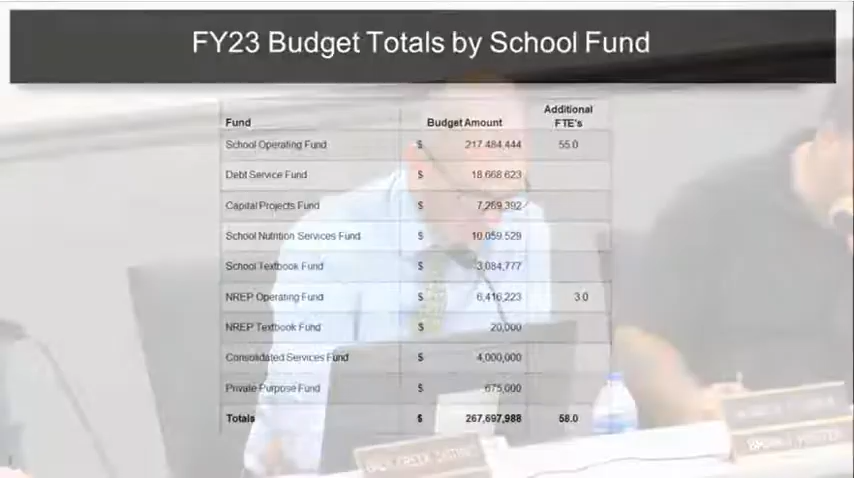 FY23 Budget Totals by School Fund
Additional
Fund Budget Amount FTE's
School Operating Fund $ 217,484,444 55.0
Debt Service Fund $ 18,668,623
Capital Projects Fund $ 7,289,392
School Nutrition Services Fund $ 10,059,529
School Textbook Fund $ 3,084,777
NREP Operating Fund $ 6,416,223 3.0
NREP Textbook Fund $ 20,000
Consolidated Services Fund $ 4,000,000
Private Purpose Fund $ 675,000
Totals $ 267,697,988 58.0